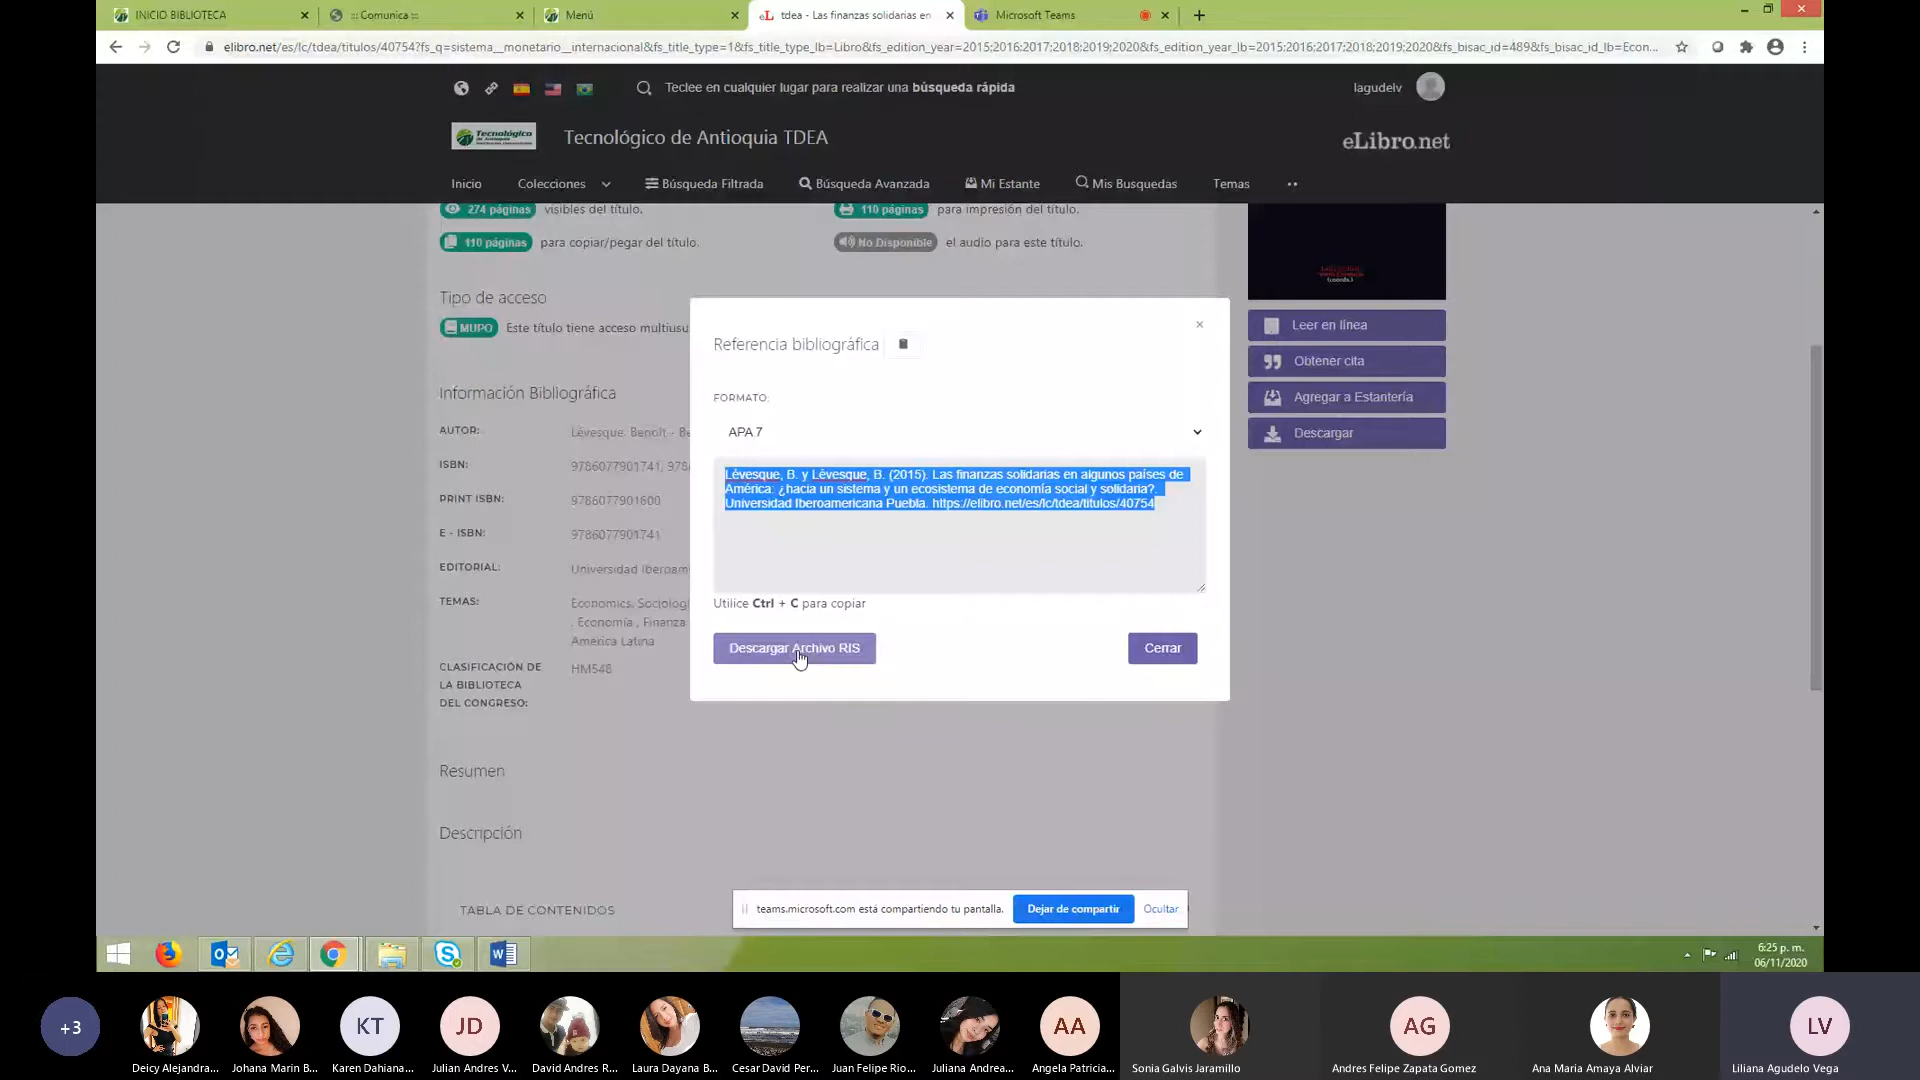 INICIO BIBLIOTECA
::: Comunica :::
Menú
tdea - Las finanzas solidarias en
Microsoft Teams
elibro.net/es/lc/tdea/titulos/40754?fs_q=sistema__monetario__internacional&fs_title_type=1&fs_title_type_lb=Libro&fs_edition_year=2015;2016;2017;2018;2019;2020&fs_edition_year_lb=2015;2016;2017;2018;2019;2020&fs_bisac_id=489&fs_bisac_id_lb=Econ...
Teclee en cualquier lugar para realizar una búsqueda rápida
lagudelv
Tecnológico de Antioquia
Tecnológico de Antioquia TDEA
eLibro.net
Inicio
Colecciones
Búsqueda Filtrada
Búsqueda Avanzada
Mi Estante
Mis Busquedas
Temas
274 páginas visibles del título.
110 páginas para impresión del título.
110 páginas para copiar/pegar del título.
No Disponible el audio para este título.
(coords.)
Tipo de acceso
MUPO Este título tiene acceso multiusu
Leer en línea
Obtener cita
Agregar a Estantería
Descargar
Referencia bibliográfica
FORMATO:
APA 7
Lévesque, B. y Lévesque, B. (2015). Las finanzas solidarias en algunos países de
América: ¿hacia un sistema y un ecosistema de economía social y solidaria?.
Universidad Iberoamericana Puebla. https://elibro.net/es/lc/tdea/titulos/40754
Utilice Ctrl + C para copiar
Descargar Archivo RIS
Cerrar
Información Bibliográfica
AUTOR:
Lévesque, Benoît - Be
ISBN:
9786077901741, 978
PRINT ISBN:
9786077901600
E - ISBN:
9786077901741
EDITORIAL:
Universidad Iberoam
TEMAS:
Economics, Sociologí
, Economía , Finanza
América Latina
CLASIFICACIÓN DE
LA BIBLIOTECA
DEL CONGRESO:
HM548
Resumen
Descripción
TABLA DE CONTENIDOS
teams.microsoft.com está compartiendo tu pantalla.
Dejar de compartir
Ocultar
6:25 p. m.
06/11/2020
+3
KT
JD
AA
AG
LV
Deicy Alejandra...
Johana Marin B...
Karen Dahiana...
Julian Andres V...
David Andres R...
Laura Dayana B...
Cesar David Per...
Juan Felipe Rio...
Juliana Andrea...
Angela Patricia...
Sonia Galvis Jaramillo
Andres Felipe Zapata Gomez
Ana Maria Amaya Alviar
Liliana Agudelo Vega